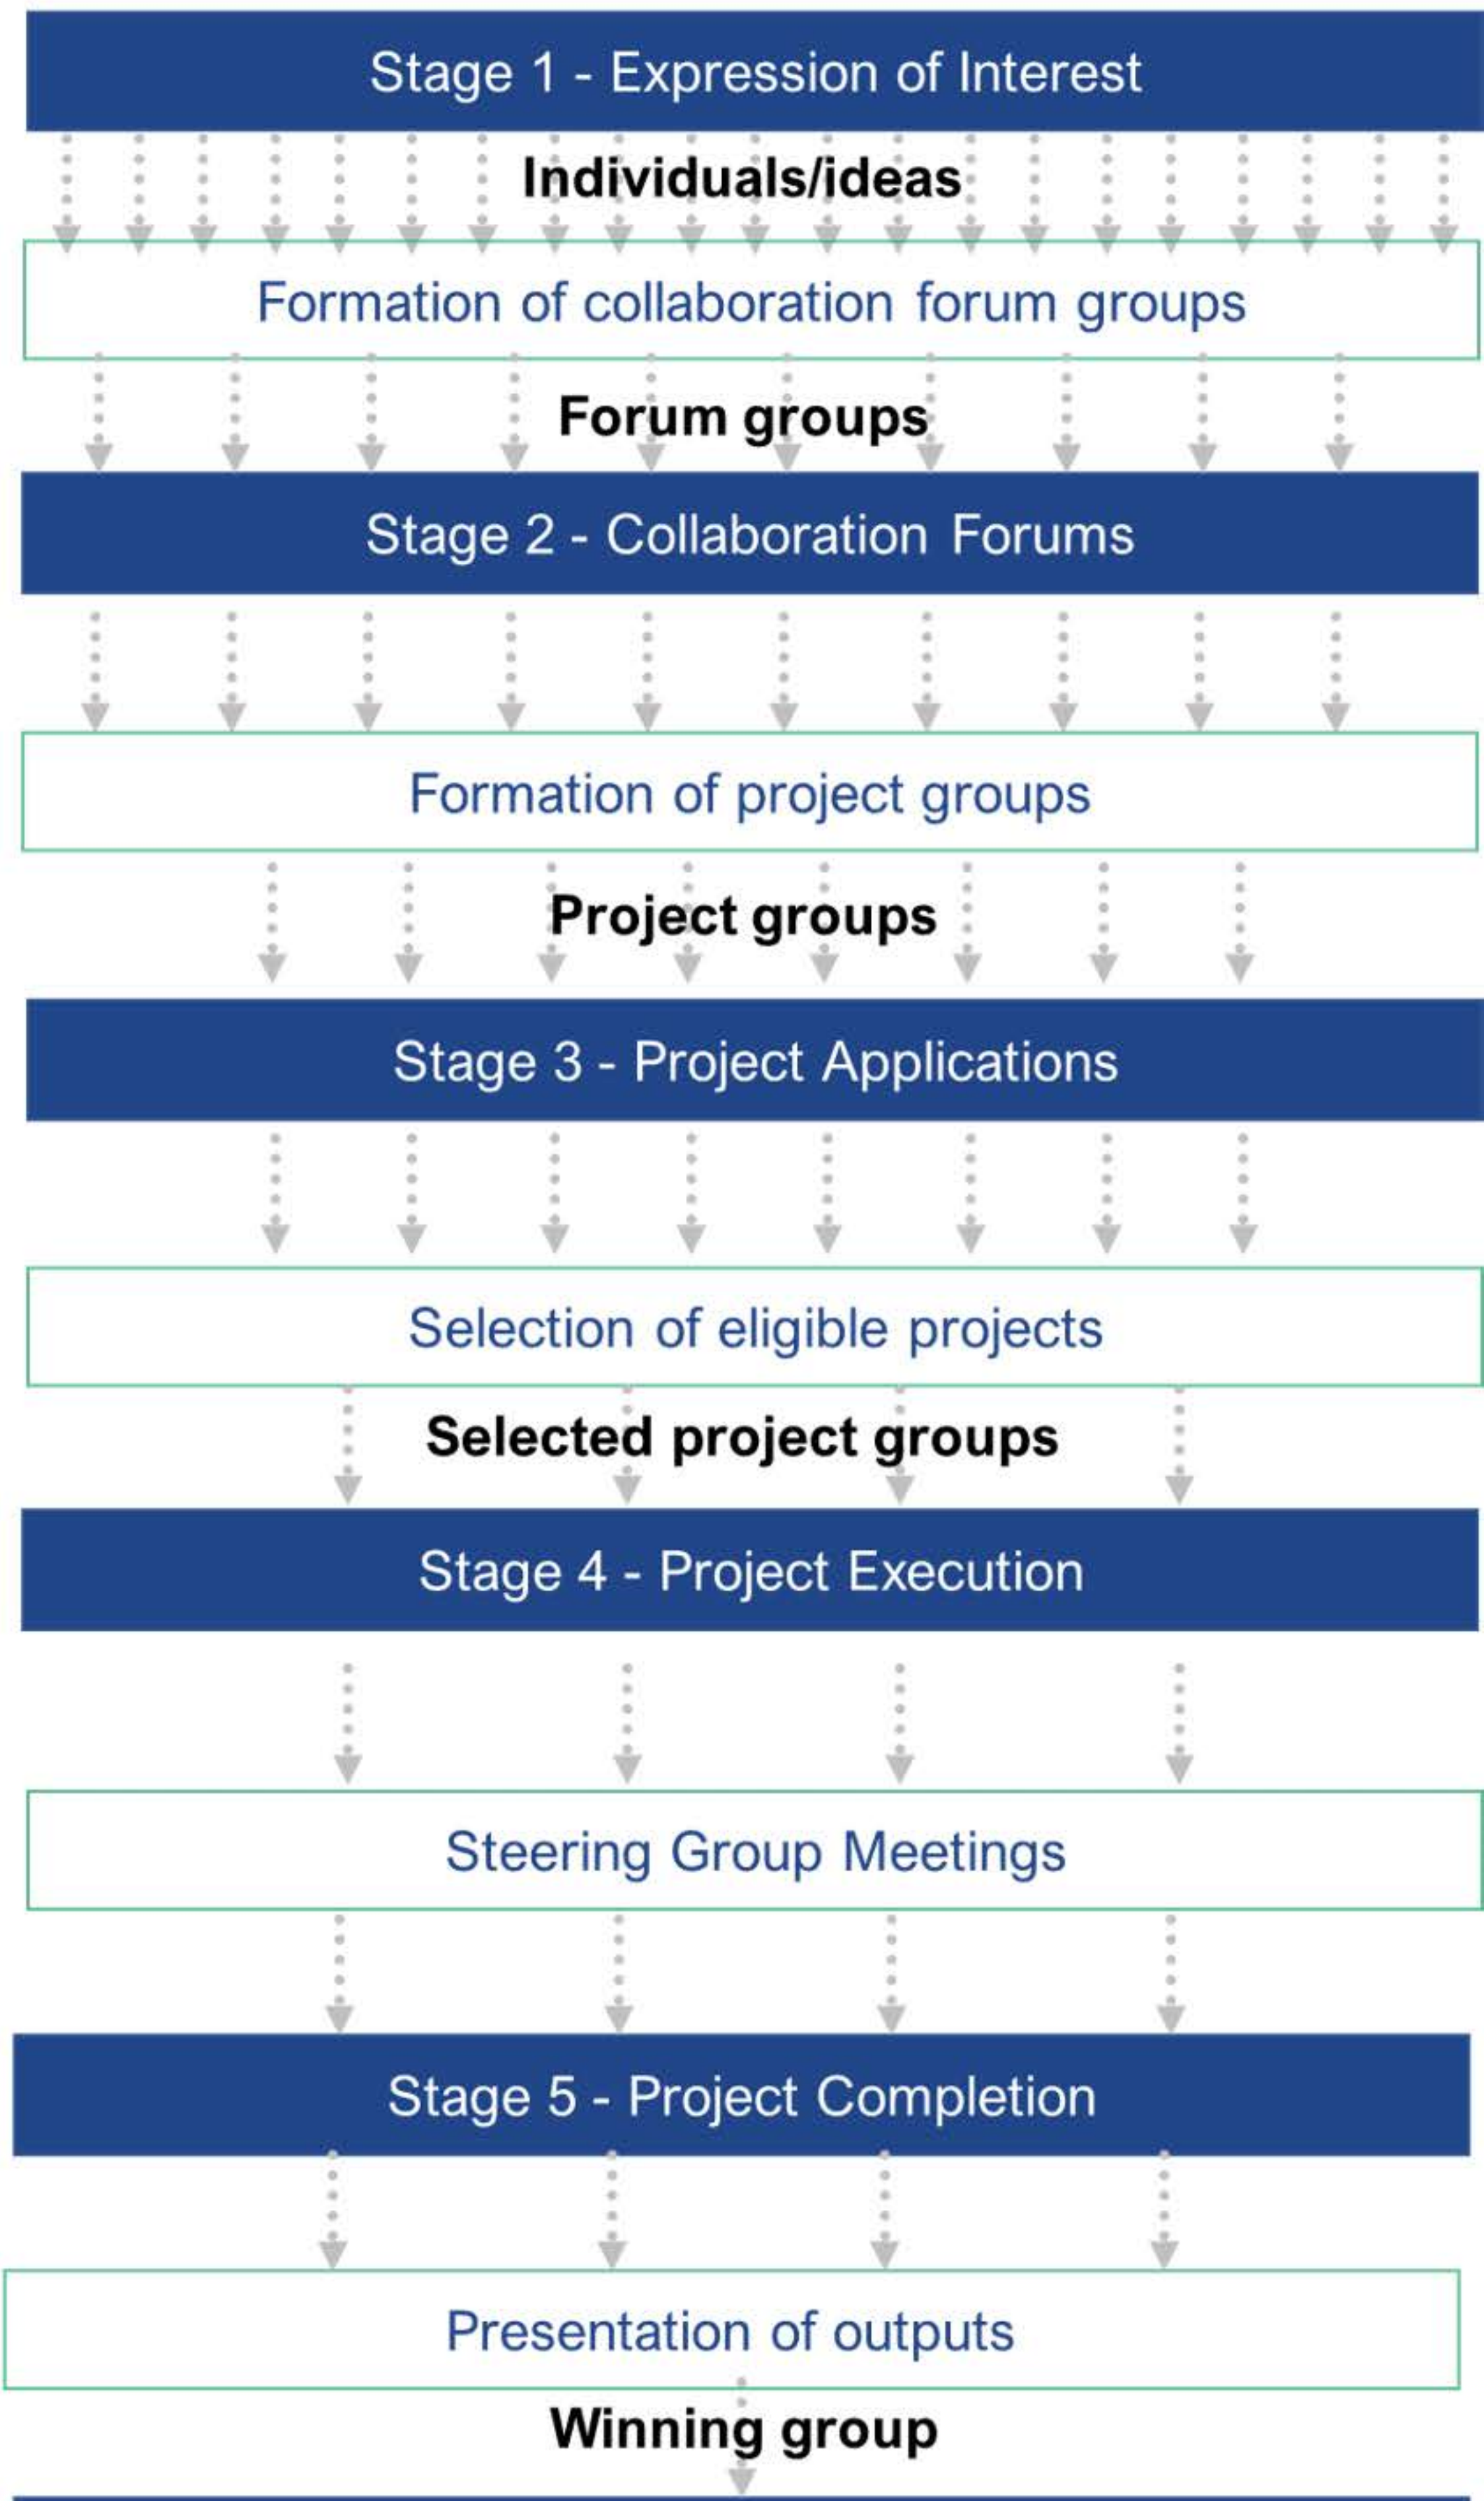 Stage 1 - Expression of Interest
Individuals/ideas
Formation of collaboration forum groups
Forum groups
Stage 2 - Collaboration Forums
Formation of project groups
Project groups
Stage 3 - Project Applications
Selection of eligible projects
Selected project groups
Stage 4 - Project Execution
Steering Group Meetings
Stage 5 - Project Completion
Presentation of outputs
Winning group